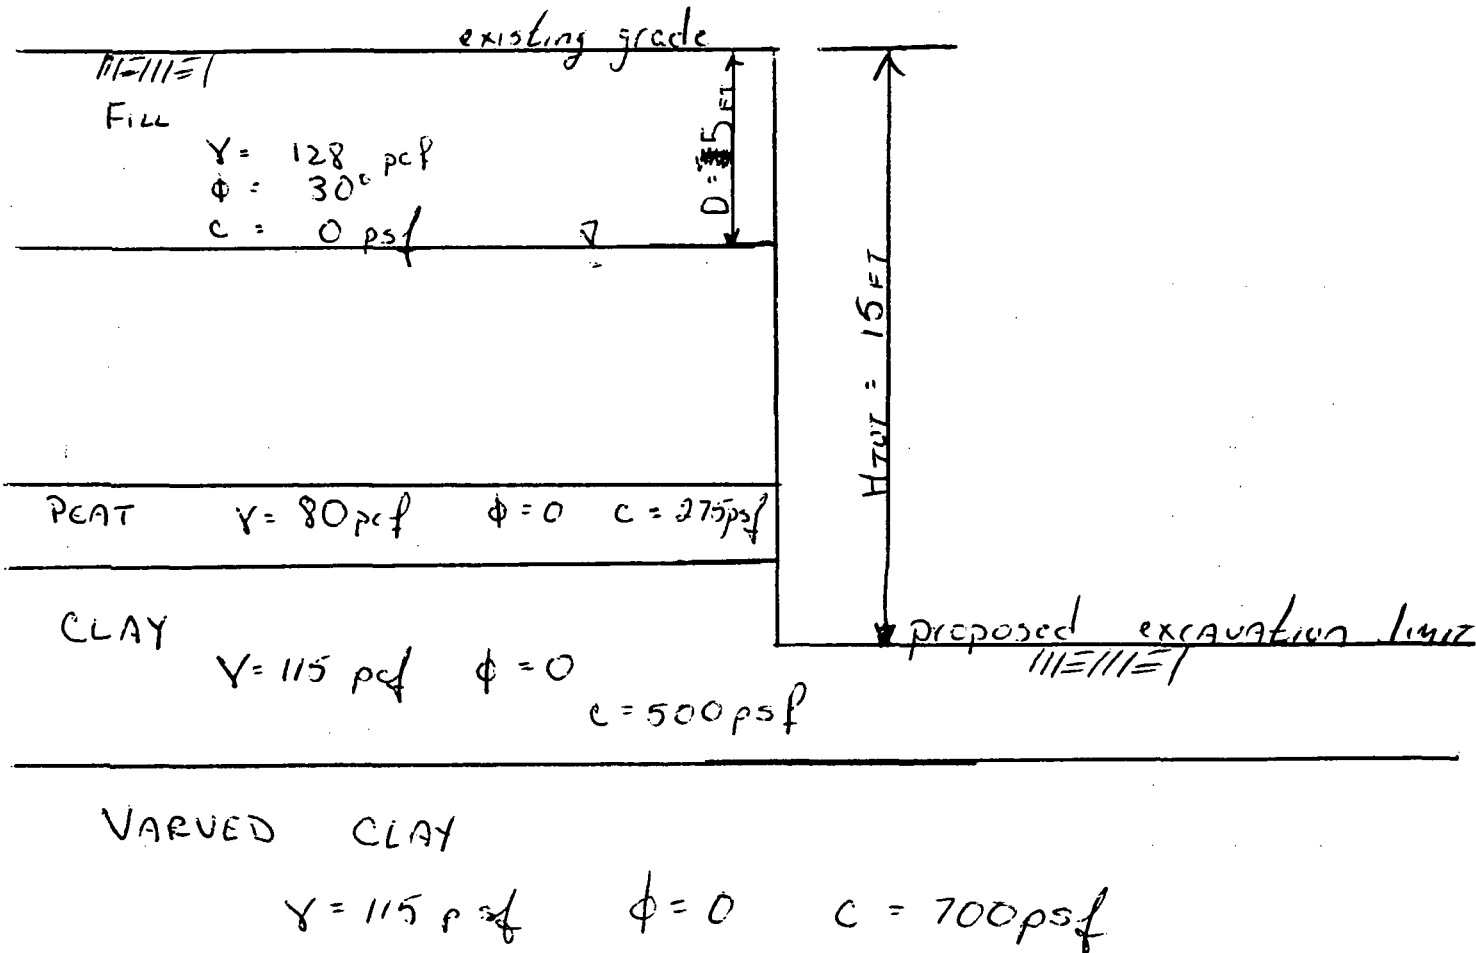 existing grade
FILL
γ = 128 pcf
φ = 30°
c = 0 psf
D = 5 FT
H TOT = 15 FT
PEAT γ = 80 pcf φ = 0 c = 275 psf
CLAY
γ = 115 pcf φ = 0
c = 500 psf
proposed excavation limit
VARVED CLAY
γ = 115 psf φ = 0 c = 700 psf